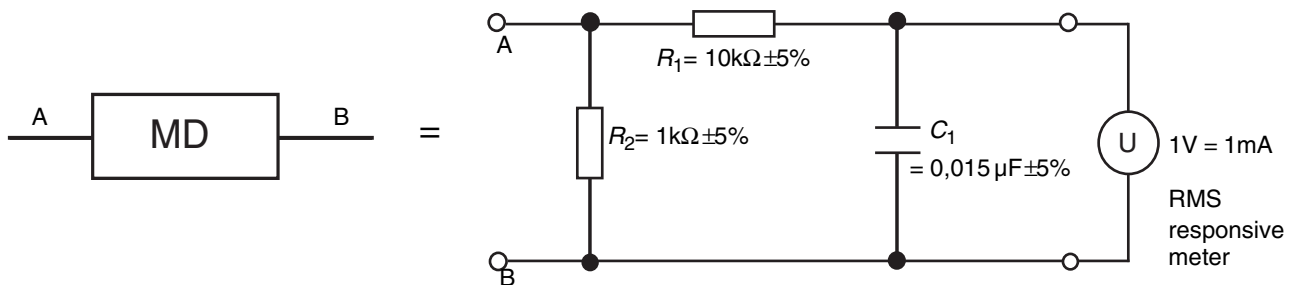 A
R1= 10kΩ±5%
A
MD
B
=
R2= 1kΩ±5%
C1
= 0,015 µF±5%
U
1V = 1mA
RMS
responsive
meter
B